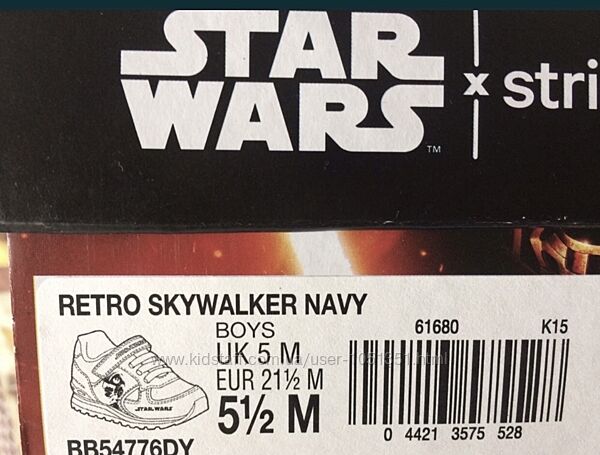 STAR
WARS™ x stri
RETRO SKYWALKER NAVY
BOYS 61680 K15
UK 5 M
EUR 21½ M
5½ M
STAR.WARS
0 4421 3575 528
BB54776DY